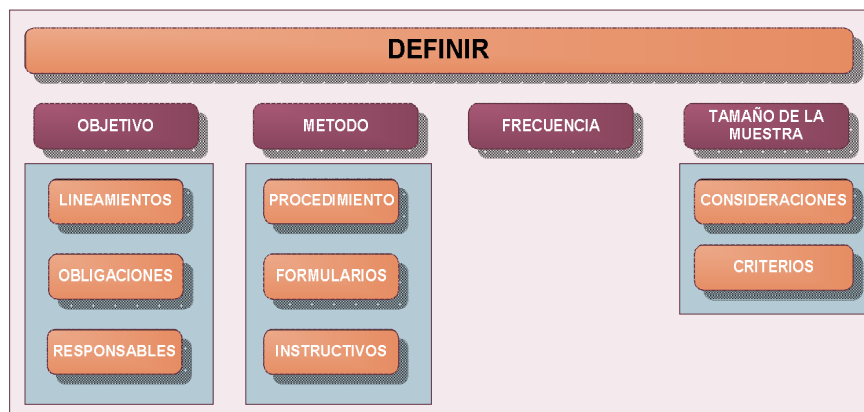 DEFINIR
OBJETIVO
METODO
FRECUENCIA
TAMAÑO DE LA
MUESTRA
LINEAMIENTOS
OBLIGACIONES
RESPONSABLES
PROCEDIMIENTO
FORMULARIOS
INSTRUCTIVOS
CONSIDERACIONES
CRITERIOS